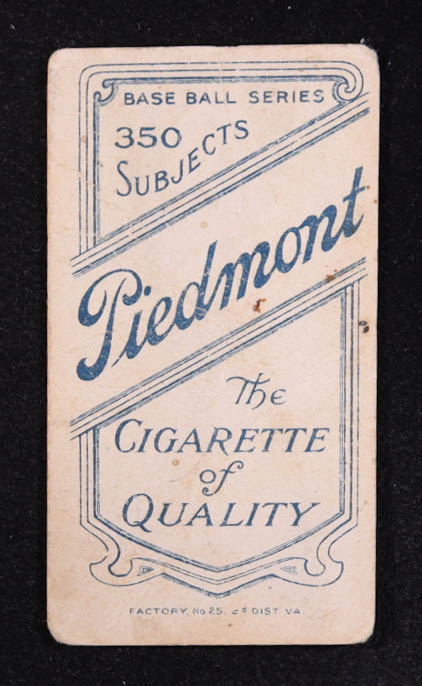 BASE BALL SERIES
350
SUBJECTS
Piedmont
The
CIGARETTE
of
QUALITY
FACTORY No 25. 2d DIST VA.